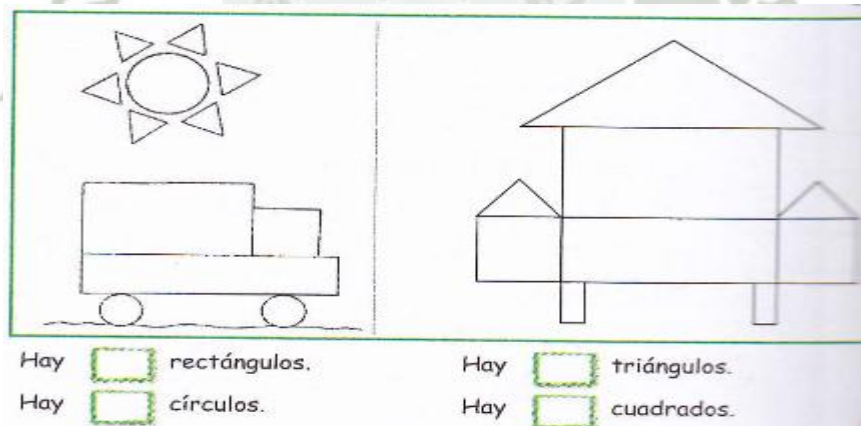 Hay rectángulos.
Hay triángulos.
Hay círculos.
Hay cuadrados.